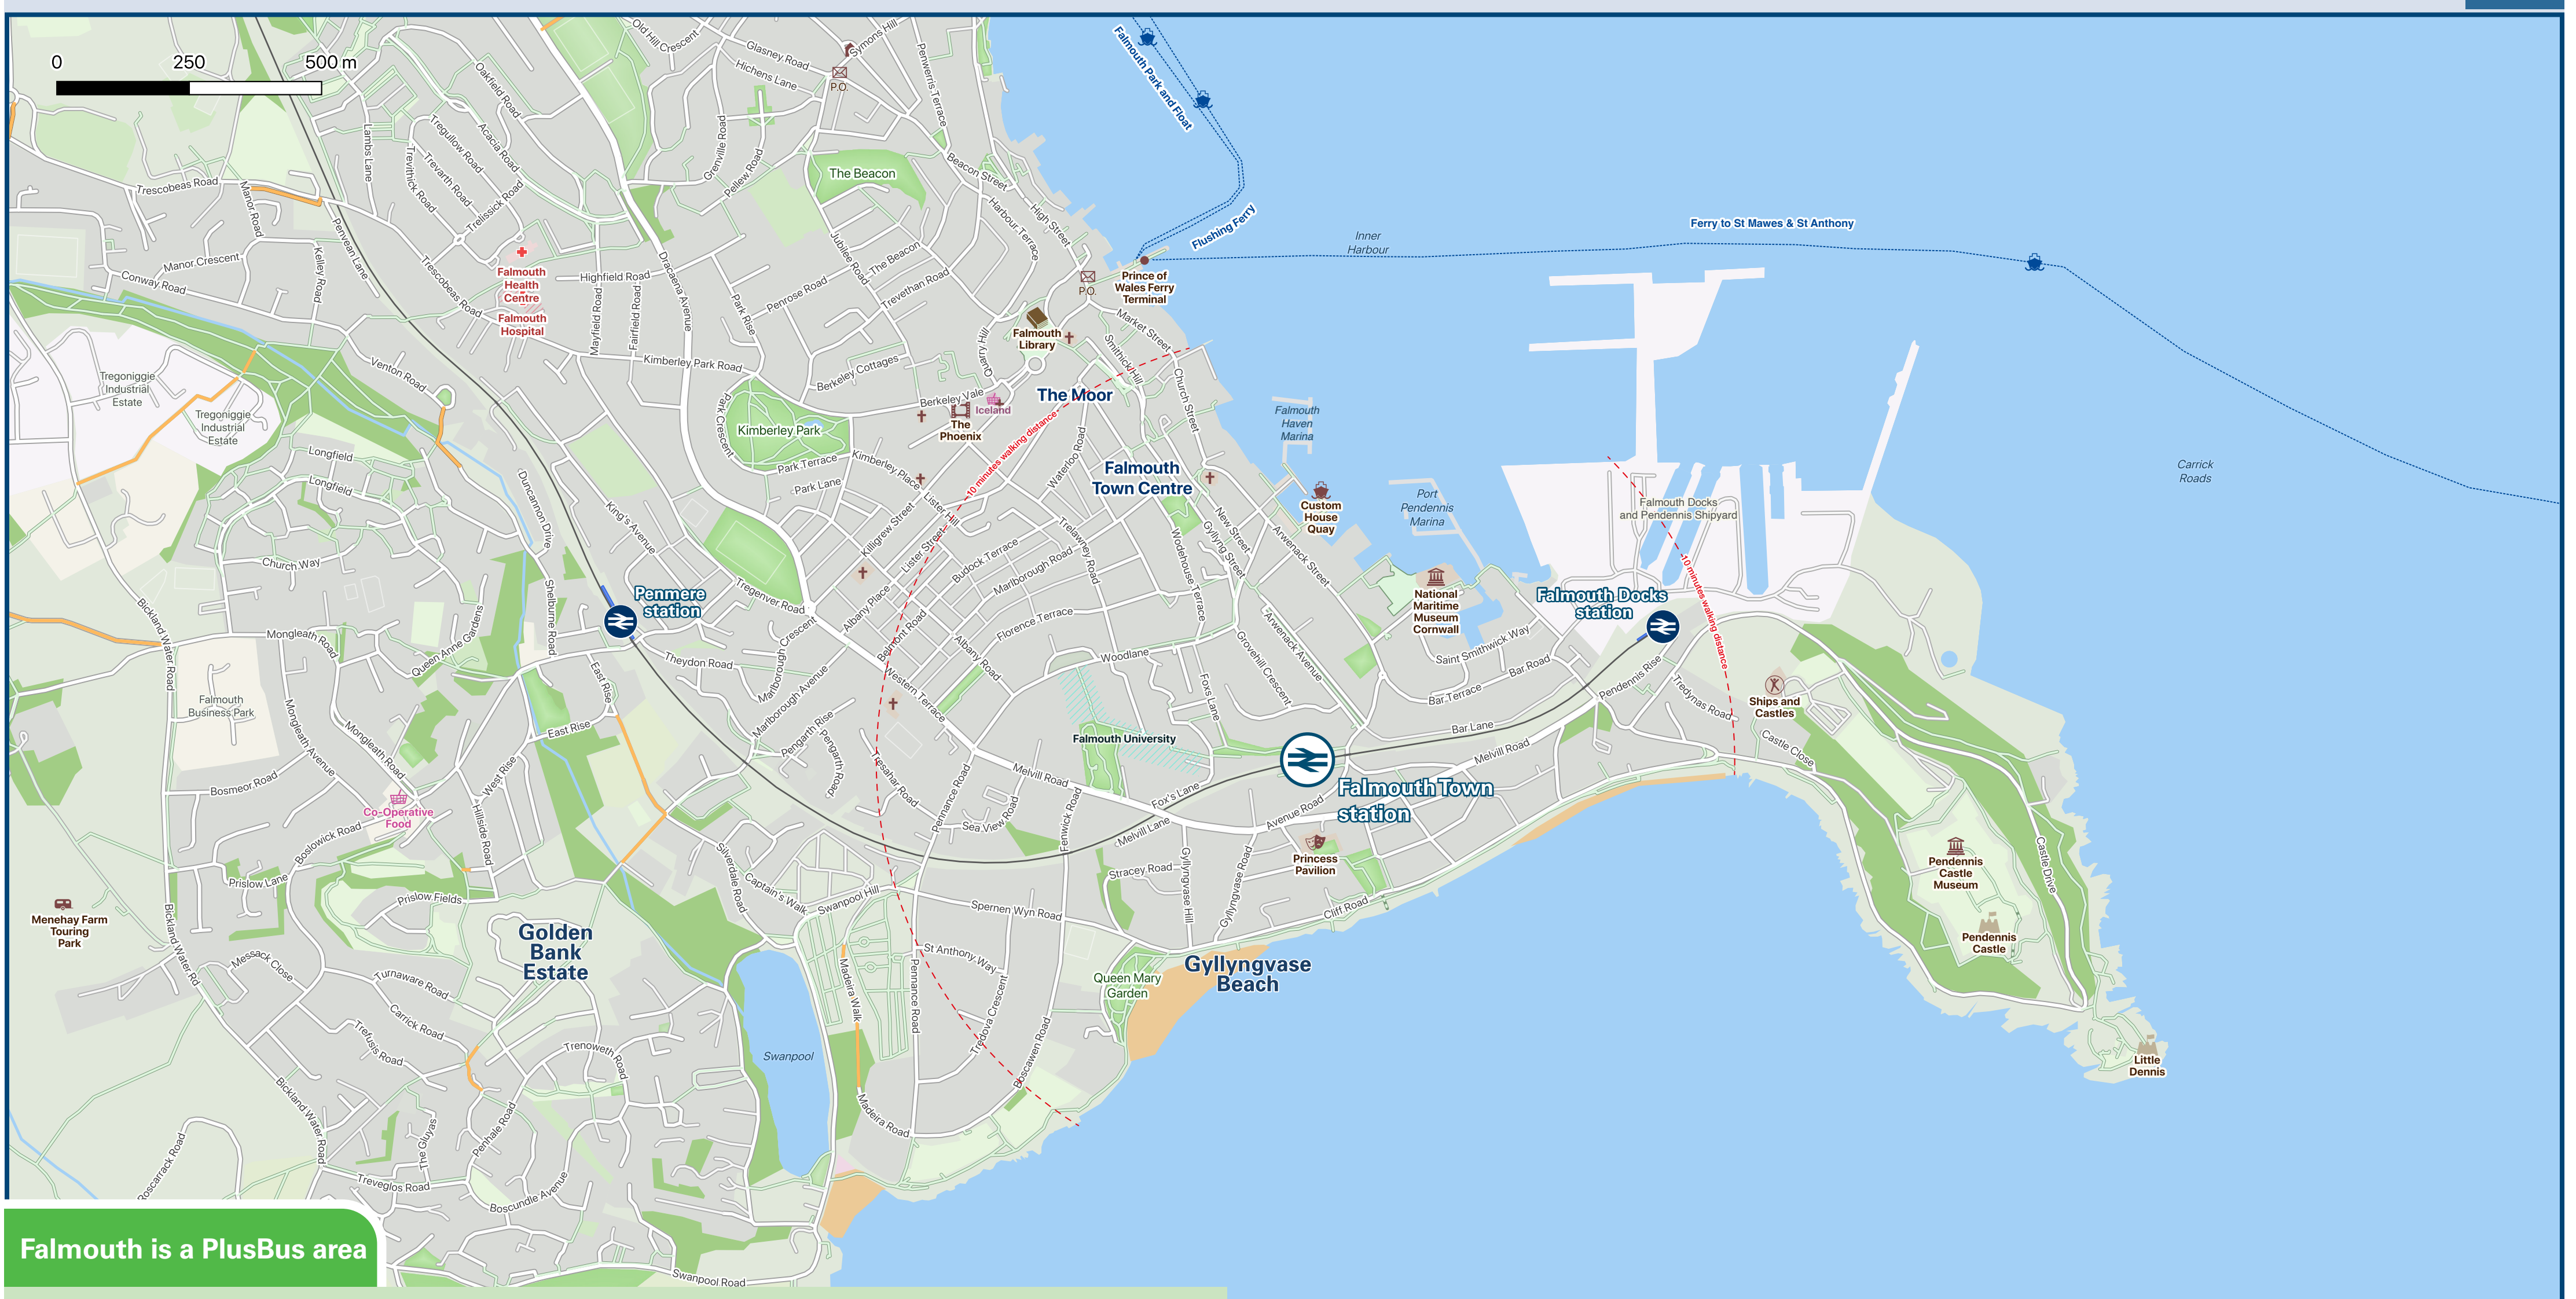 0 250 500 m
Old Hill Crescent
Glasney Road
Symons Hill
Hichens Lane
P.O.
Penwerris Terrace
Falmouth Park and Float
Oakfield Road
Lambs Lane
Tregullow Road
Acacia Road
Trevithick Road
Trevarth Road
Trelissick Road
Grenville Road
Pellew Road
The Beacon
Beacon Street
Trescobeas Road
Manor Road
Penvean Lane
Harbour Terrace
High Street
Flushing Ferry
Inner
Harbour
Ferry to St Mawes & St Anthony
Manor Crescent
Conway Road
Kelley Road
Trescobeas Road
Falmouth
Health
Centre
Falmouth
Hospital
Highfield Road
Mayfield Road
Fairfield Road
Dracaena Avenue
Park Rise
Penrose Road
Jubilee Road
The Beacon
Trevethan Road
P.O.
Prince of
Wales Ferry
Terminal
Falmouth
Library
Market Street
Smithick Hill
Quarry Hill
Kimberley Park Road
Berkeley Cottages
Berkeley Vale
Iceland
The
Phoenix
The Moor
Church Street
Venton Road
Tregoniggie
Industrial
Estate
Tregoniggie
Industrial
Estate
Park Crescent
Kimberley Park
Park Terrace
Park Lane
Kimberley Place
Lister Hill
10 minutes walking distance
Waterloo Road
Falmouth
Town Centre
Falmouth
Haven
Marina
Custom
House
Quay
Port
Pendennis
Marina
Falmouth Docks
and Pendennis Shipyard
Carrick
Roads
Longfield
Longfield
Duncannon Drive
King's Avenue
Killigrew Street
Lister Street
Budock Terrace
Marlborough Road
Trelawney Road
Wodehouse Terrace
Gyllyng Street
New Street
Arwenack Street
10 minutes walking distance
Church Way
Bickland Water Road
Shelburne Road
Penmere
station
Tregenver Road
Albany Place
Belmont Road
Florence Terrace
Albany Road
National
Maritime
Museum
Cornwall
Falmouth Docks
station
Mongleath Road
Queen Anne Gardens
Theydon Road
Marlborough Crescent
Marlborough Avenue
Western Terrace
Woodlane
Foxs Lane
Grovehill Crescent
Arwenack Avenue
Saint Smithwick Way
Bar Road
Bar Terrace
Bar Lane
Pendennis Rise
Tredynas Road
Ships and
Castles
Castle Close
Falmouth
Business Park
Mongleath Avenue
Mongleath Road
East Rise
East Rise
West Rise
Hillside Road
Pengarth Rise
Pengarth Road
Tresahar Road
Falmouth University
Melvill Road
Melvill Road
Falmouth Town
station
Bosmeor Road
Co-Operative
Food
Boslowick Road
Pennance Road
Sea View Road
Fenwick Road
Fox's Lane
Melvill Lane
Avenue Road
Princess
Pavilion
Pendennis
Castle
Museum
Castle Drive
Pendennis
Castle
Prislow Lane
Prislow Fields
Silverdale Road
Captain's Walk
Swanpool Hill
Stracey Road
Gyllyngvase Hill
Gyllyngvase Road
Cliff Road
Spernen Wyn Road
Menehay Farm
Touring
Park
Bickland Water Rd
Golden
Bank
Estate
St Anthony Way
Queen Mary
Garden
Gyllyngvase
Beach
Messack Close
Turnaware Road
Carrick Road
Trefusis Road
Trenoweth Road
Swanpool
Madeira Walk
Pennance Road
Tredova Crescent
Boscawen Road
Little
Dennis
Bickland Water Road
Penhale Road
The Gluyas
Madeira Road
Roscarrack Road
Treveglos Road
Boscundle Avenue
Swanpool Road
Falmouth is a PlusBus area